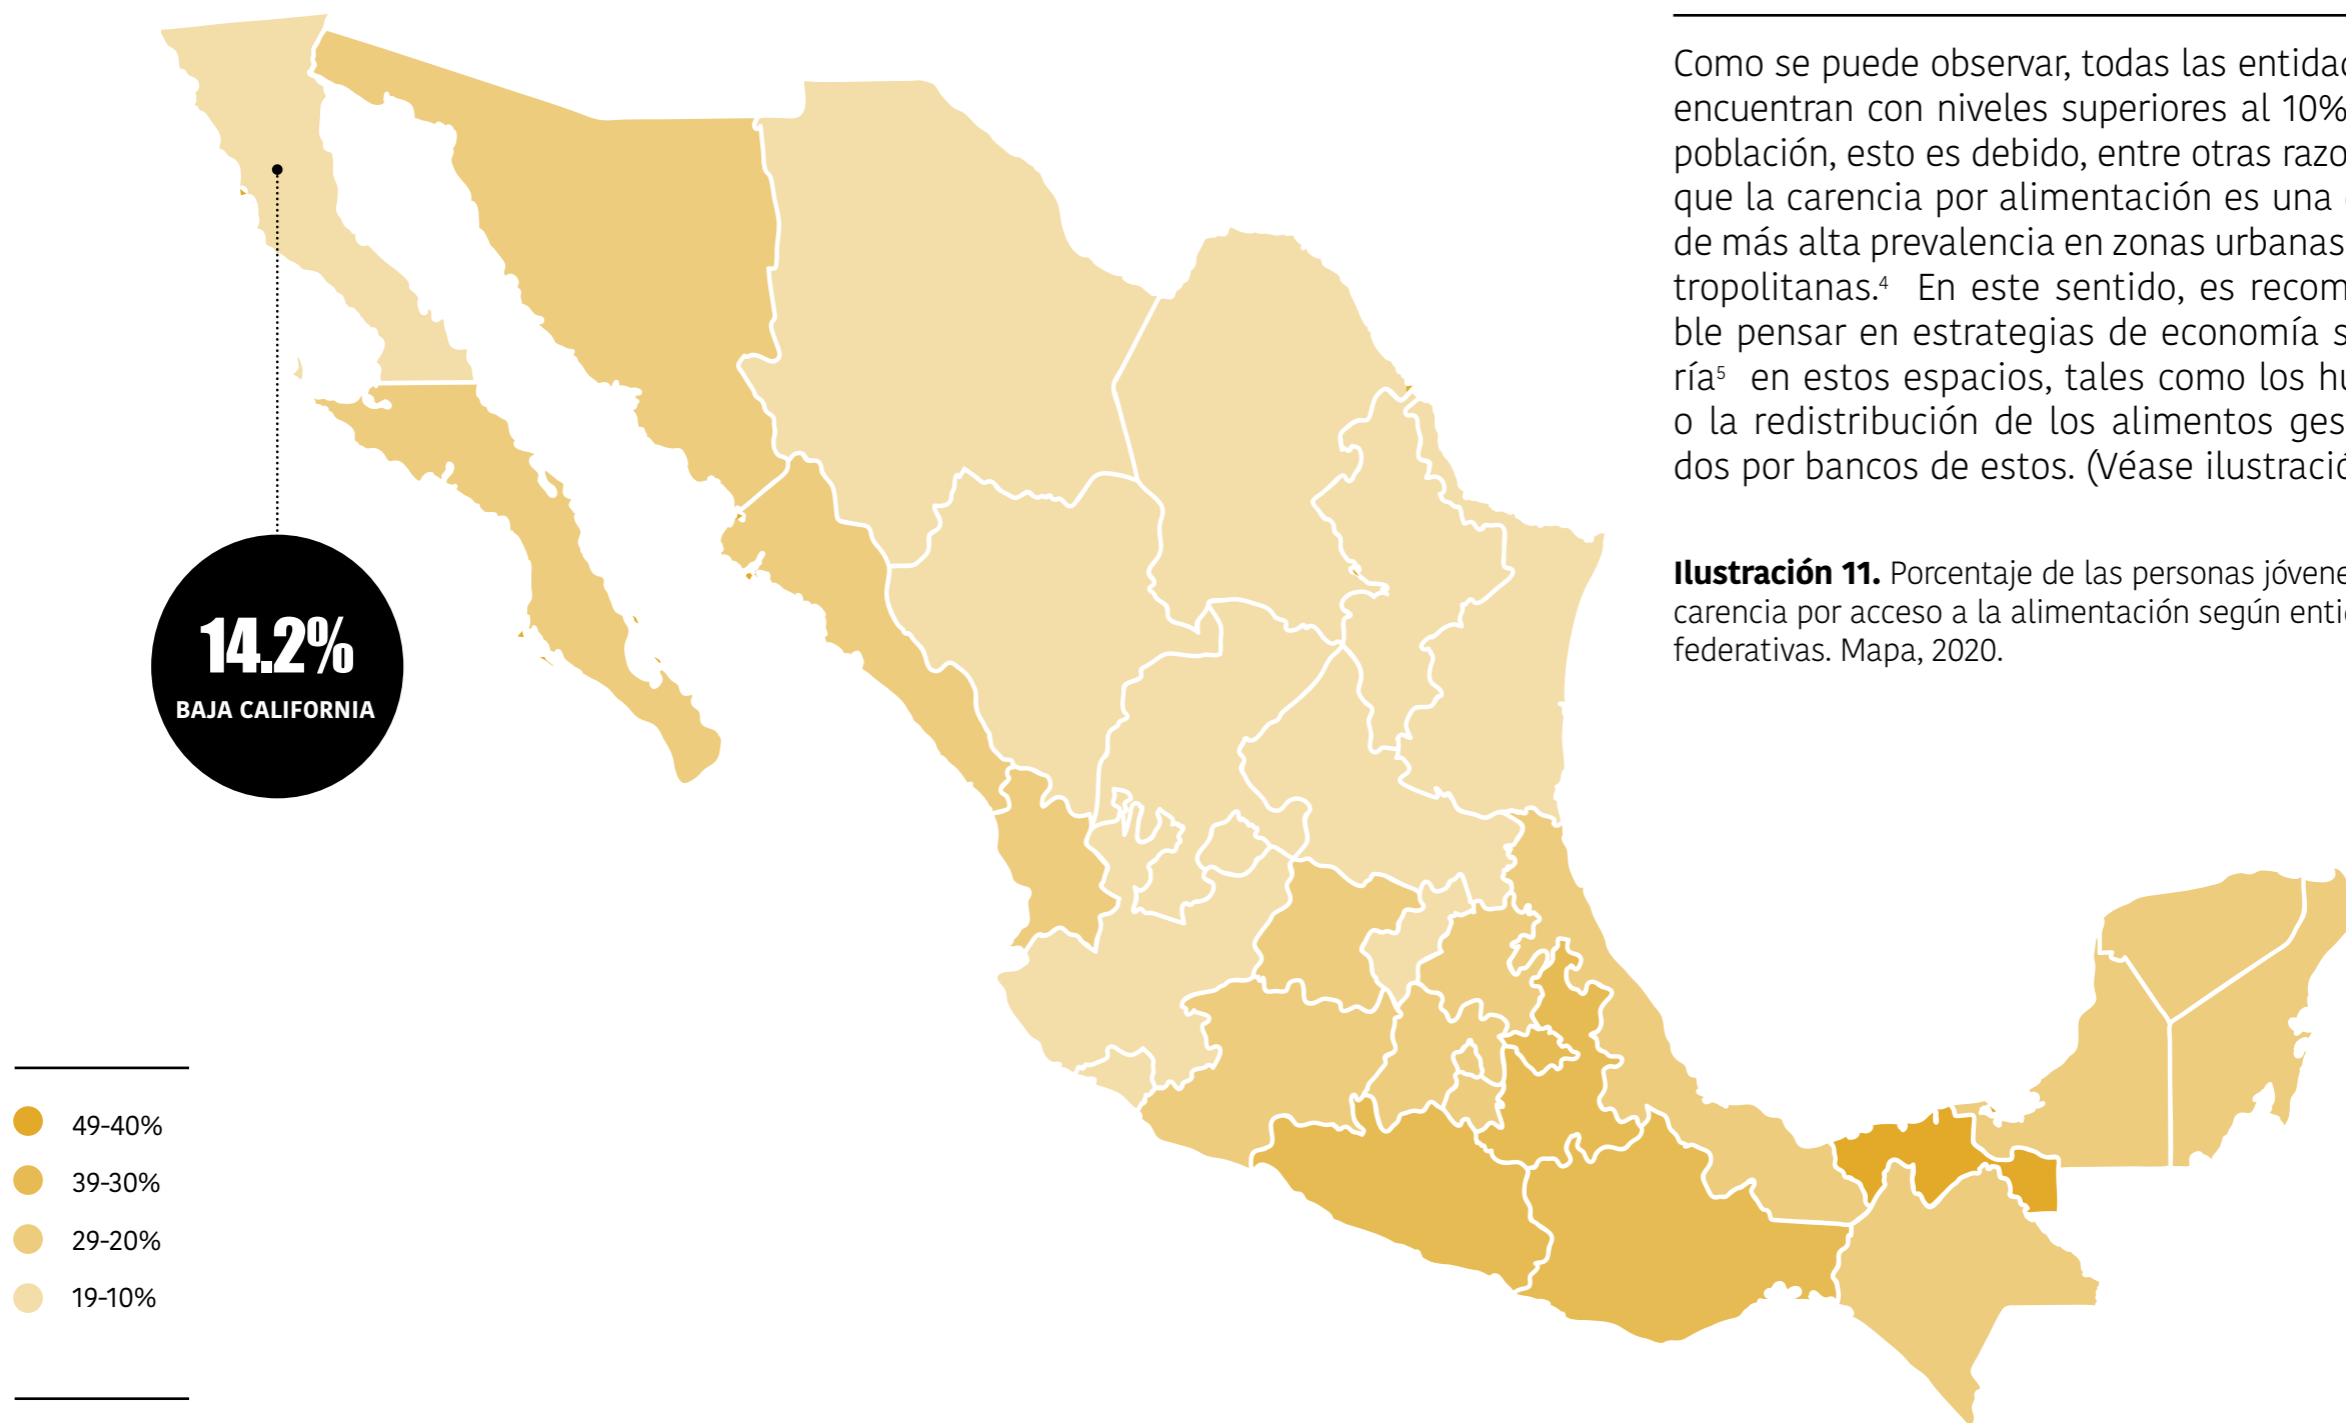 Como se puede observar, todas las entidad
encuentran con niveles superiores al 10%
población, esto es debido, entre otras razo
que la carencia por alimentación es una
de más alta prevalencia en zonas urbanas
tropolitanas.⁴ En este sentido, es recom
ble pensar en estrategias de economía s
ría⁵ en estos espacios, tales como los hu
o la redistribución de los alimentos ges
dos por bancos de estos. (Véase ilustració
Ilustración 11. Porcentaje de las personas jóvene
carencia por acceso a la alimentación según enti
federativas. Mapa, 2020.
14.2%
BAJA CALIFORNIA
49-40%
39-30%
29-20%
19-10%